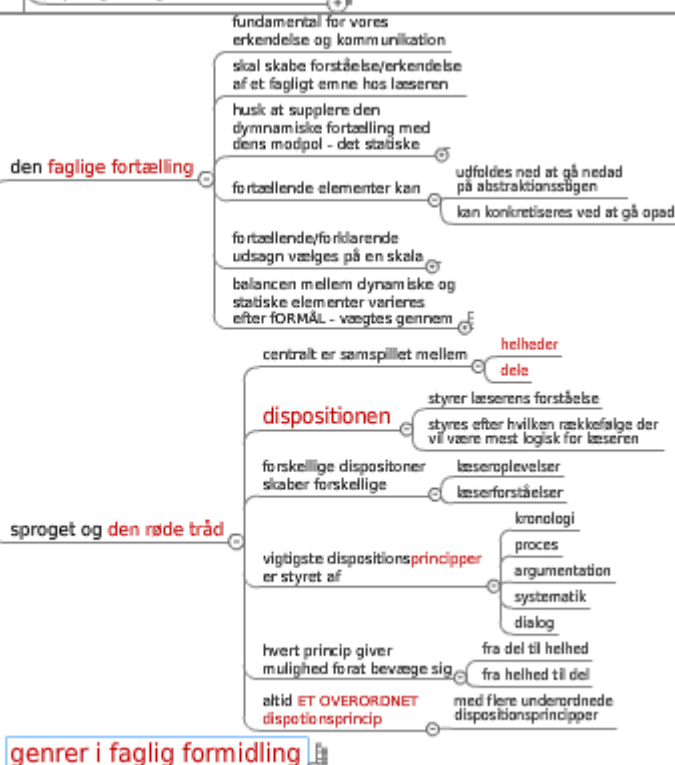 fundamental for vores
erkendelse og kommunikation
skal skabe forståelse/erkendelse
af et fagligt emne hos læseren
husk at supplere den
dymnamiske fortælling med
dens modpol - det statiske
den faglige fortælling
fortællende elementer kan
udfoldes ned at gå nedad
på abstraktionsstigen
kan konkretiseres ved at gå opad
fortællende/forklarende
udsagn vælges på en skala
balancen mellem dynamiske og
statiske elementer varieres
efter fORMÅL - vægtes gennem
centralt er samspillet mellem
helheder
dele
dispositionen
styrer læserens forståelse
styres efter hvilken rækkefølge der
vil være mest logisk for læseren
forskellige dispositoner
skaber forskellige
læseroplevelser
læserforståelser
sproget og den røde tråd
vigtigste dispositionsprincipper
er styret af
kronologi
proces
argumentation
systematik
dialog
hvert princip giver
mulighed forat bevæge sig
fra del til helhed
fra helhed til del
altid ET OVERORDNET
dispotionsprincip
med flere underordnede
dispositionsprincipper
genrer i faglig formidling